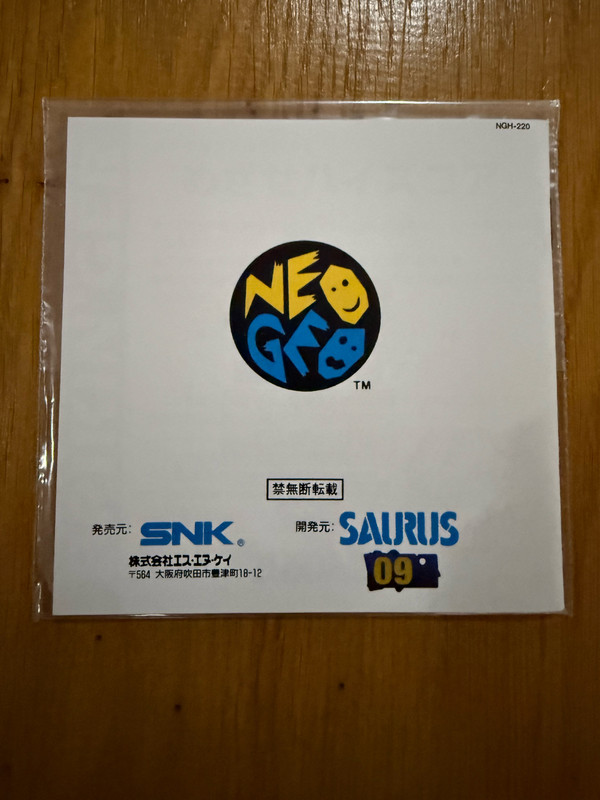 NGH-220
NEO
GEO
TM
禁無断転載
発売元: SNK®
株式会社エス・エヌ・ケイ
〒564 大阪府吹田市豊津町18-12
開発元: SAURUS
09